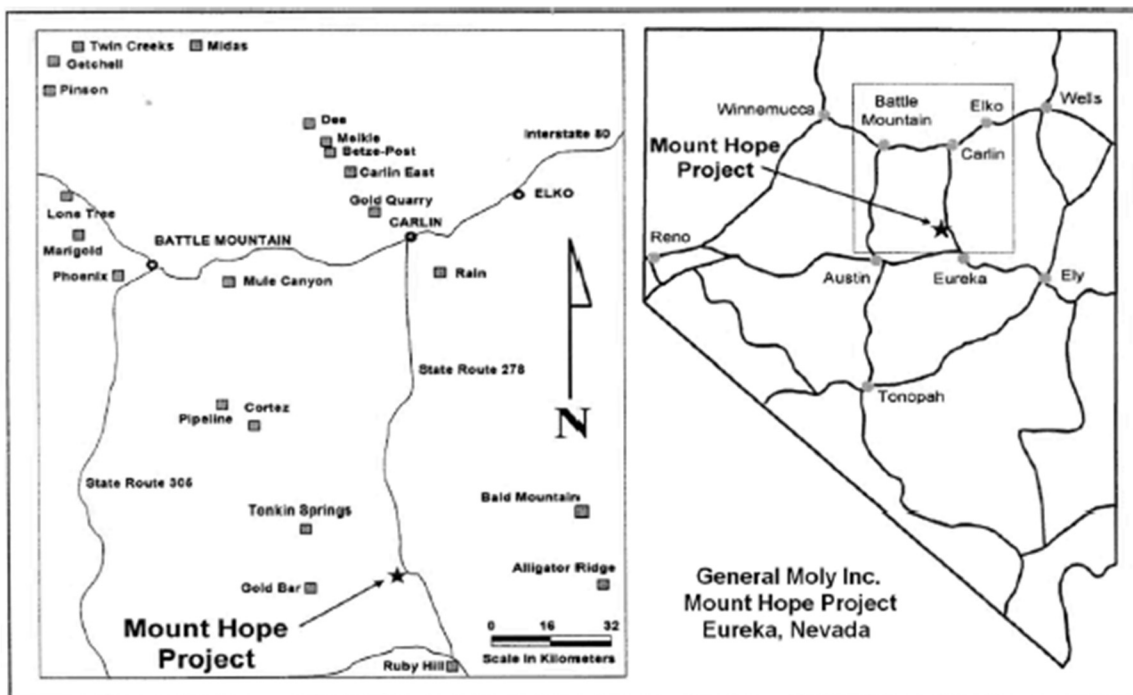 Twin Creeks
Midas
Getchell
Pinson
Dee
Meikle
Betze-Post
Interstate 80
Carlin East
Gold Quarry
ELKO
Lone Tree
CARLIN
Marigold
BATTLE MOUNTAIN
Phoenix
Mule Canyon
Rain
State Route 278
Pipeline
Cortez
N
State Route 305
Bald Mountain
Tonkin Springs
Alligator Ridge
Gold Bar
Mount Hope
Project
0 16 32
Scale In Kilometers
Ruby Hill
Winnemucca
Battle
Mountain
Elko
Wells
Mount Hope
Project
Carlin
Reno
Austin
Eureka
Ely
Tonopah
General Moly Inc.
Mount Hope Project
Eureka, Nevada